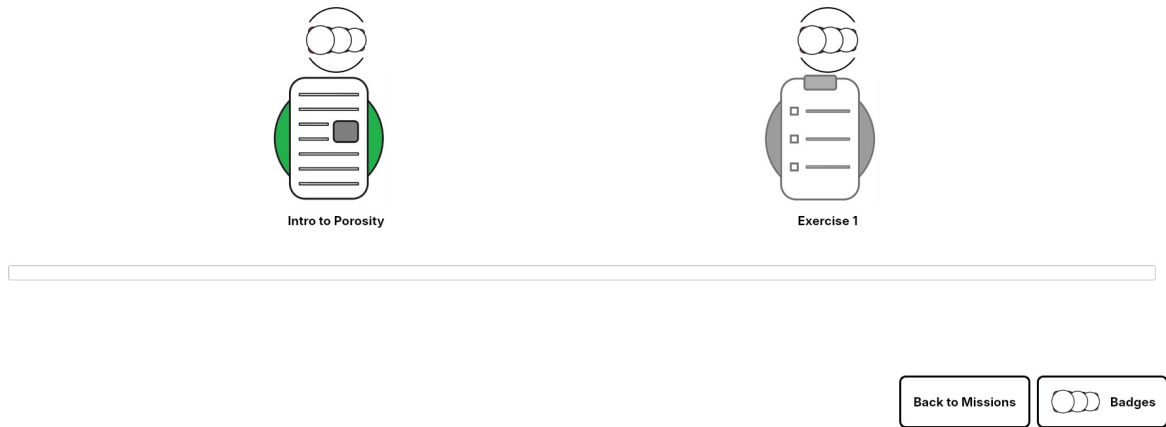 Intro to Porosity
Exercise 1
Back to Missions
Badges